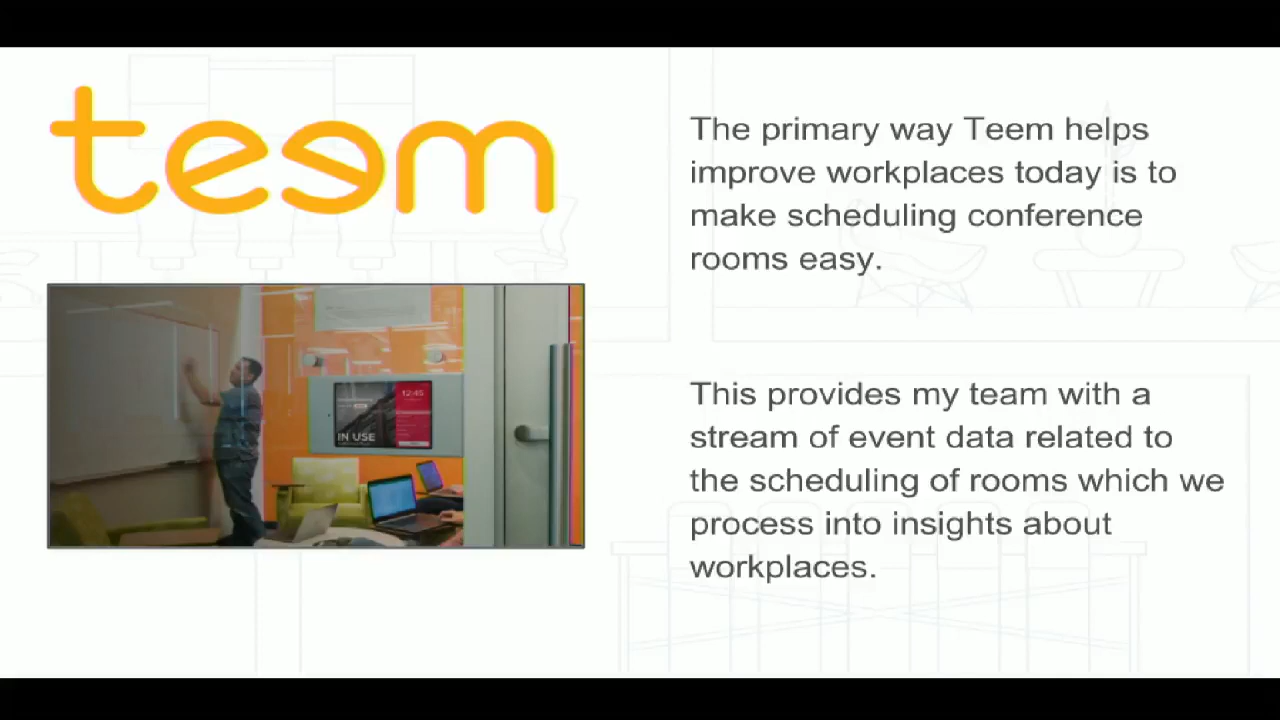 teem
The primary way Teem helps
improve workplaces today is to
make scheduling conference
rooms easy.
12:45
IN USE
This provides my team with a
stream of event data related to
the scheduling of rooms which we
process into insights about
workplaces.